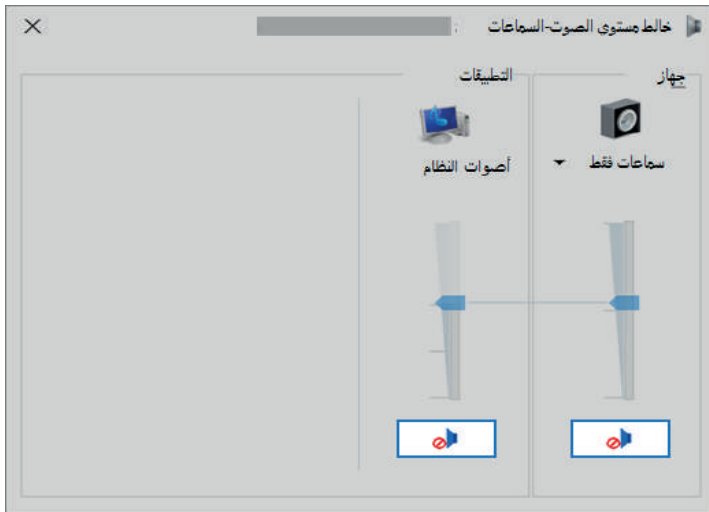 خالط مستوى الصوت-السماعات :
جهاز
التطبيقات
سماعات فقط
أصوات النظام